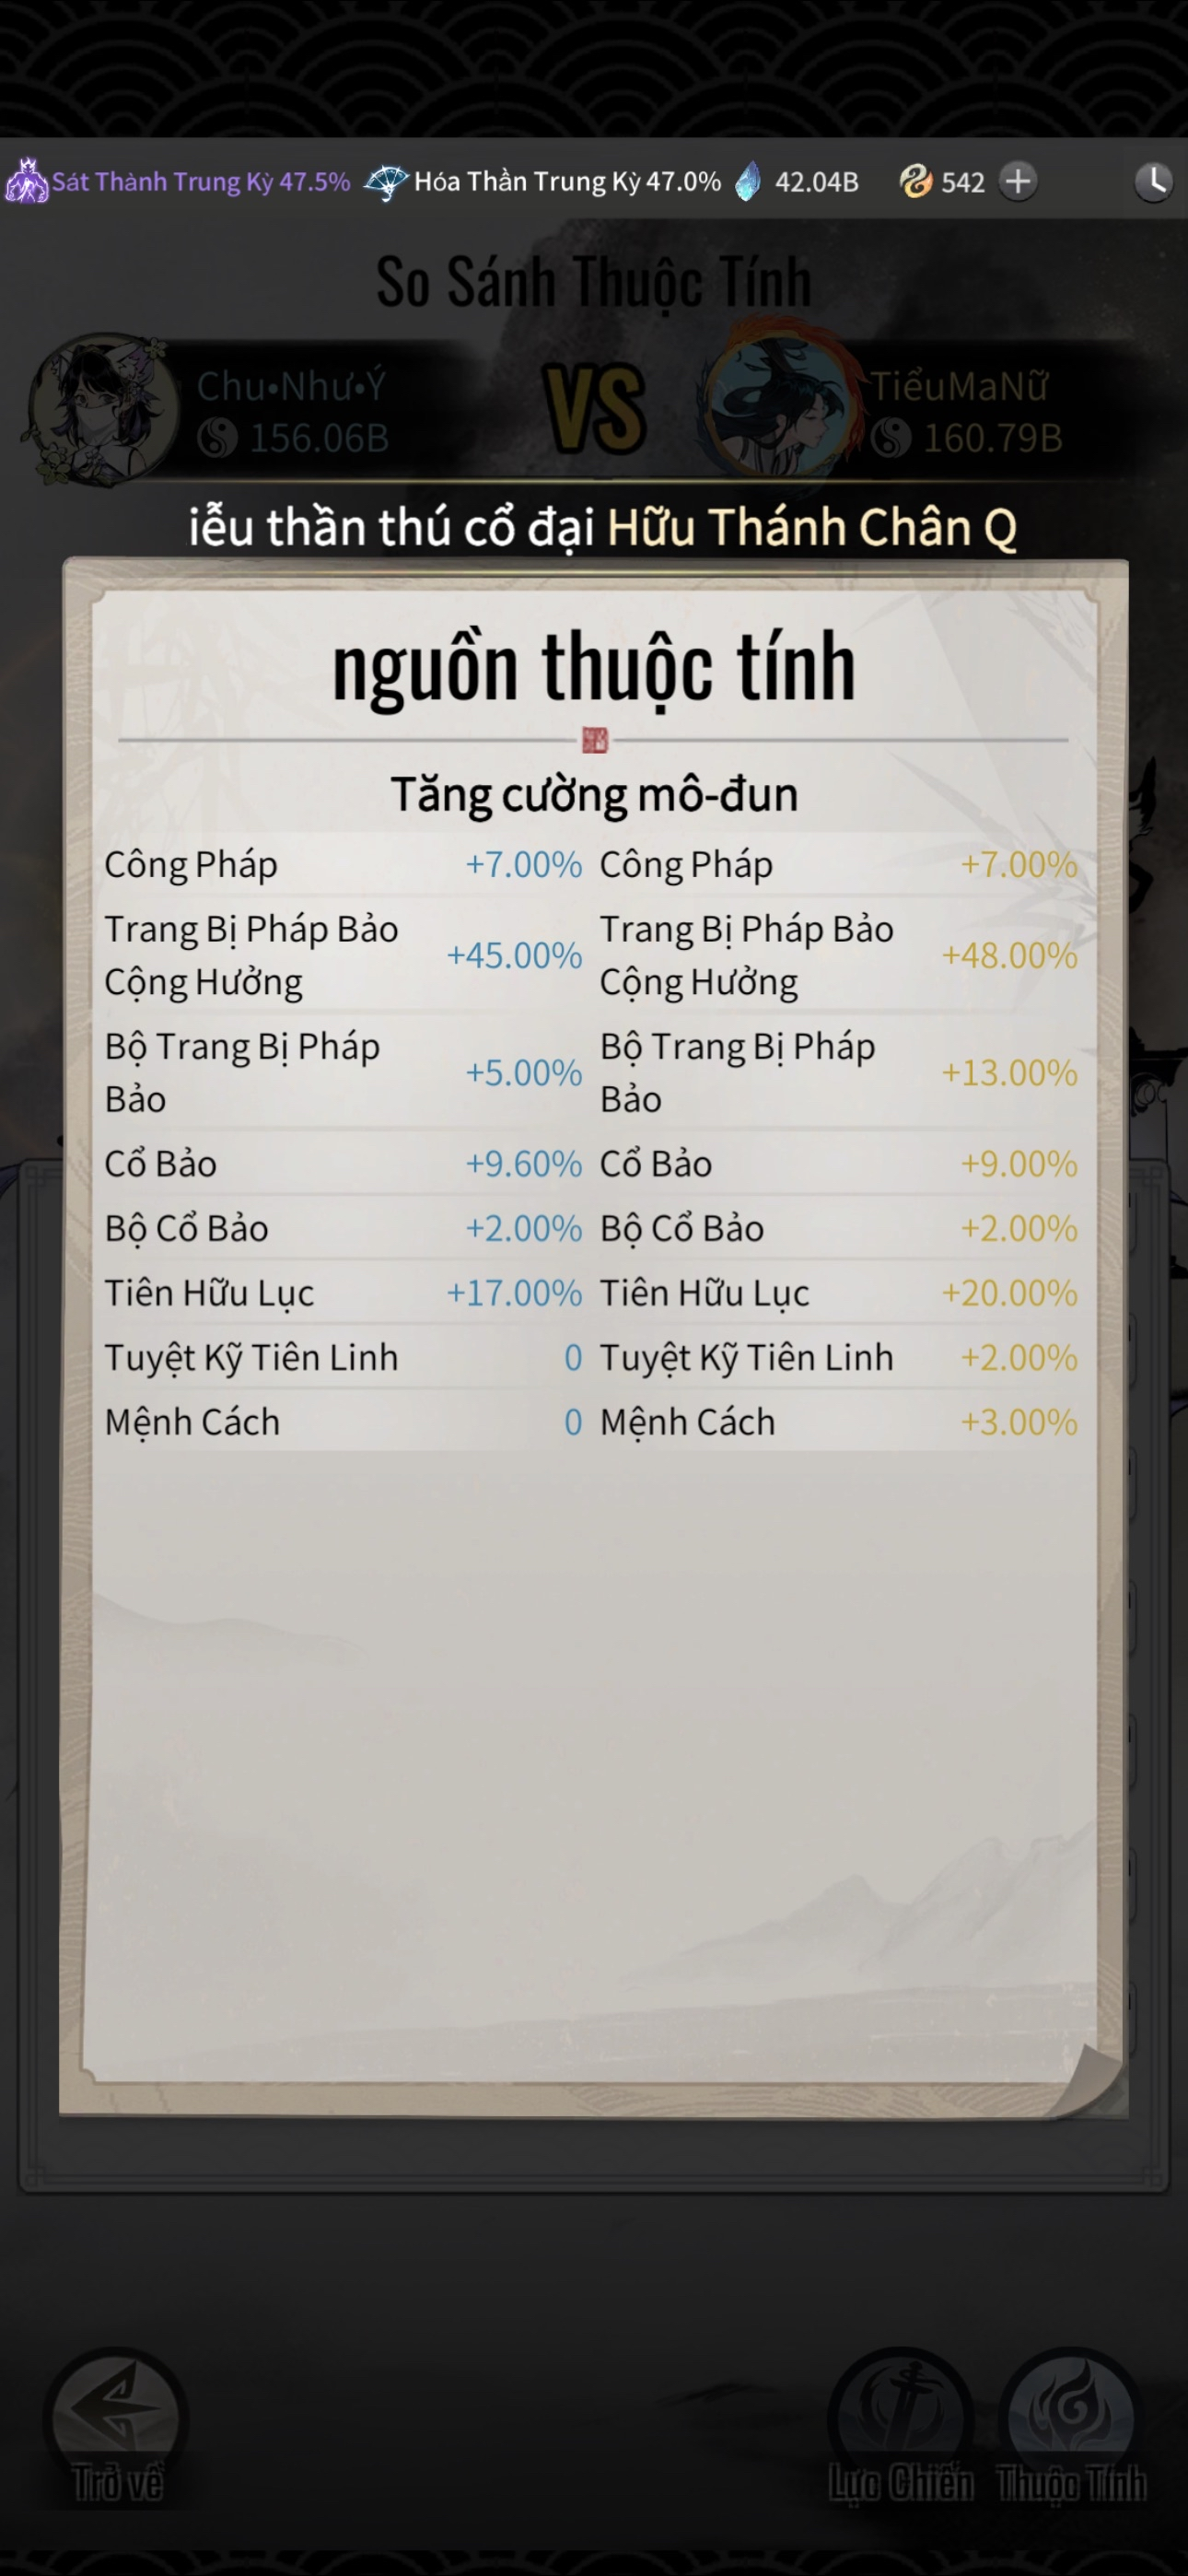 Sát Thành Trung Kỳ 47.5% Hóa Thần Trung Kỳ 47.0% 42.04B 542
So Sánh Thuộc Tính
Chu•Như•Ý VS TiểuMaNữ
156.06B 160.79B
iễu thần thú cổ đại Hữu Thánh Chân Q
nguồn thuộc tính
Tăng cường mô-đun
Công Pháp +7.00% Công Pháp +7.00%
Trang Bị Pháp Bảo Cộng Hưởng +45.00% Trang Bị Pháp Bảo Cộng Hưởng +48.00%
Bộ Trang Bị Pháp Bảo +5.00% Bộ Trang Bị Pháp Bảo +13.00%
Cổ Bảo +9.60% Cổ Bảo +9.00%
Bộ Cổ Bảo +2.00% Bộ Cổ Bảo +2.00%
Tiên Hữu Lục +17.00% Tiên Hữu Lục +20.00%
Tuyệt Kỹ Tiên Linh 0 Tuyệt Kỹ Tiên Linh +2.00%
Mệnh Cách 0 Mệnh Cách +3.00%
Trở về Lực Chiến Thuộc Tính